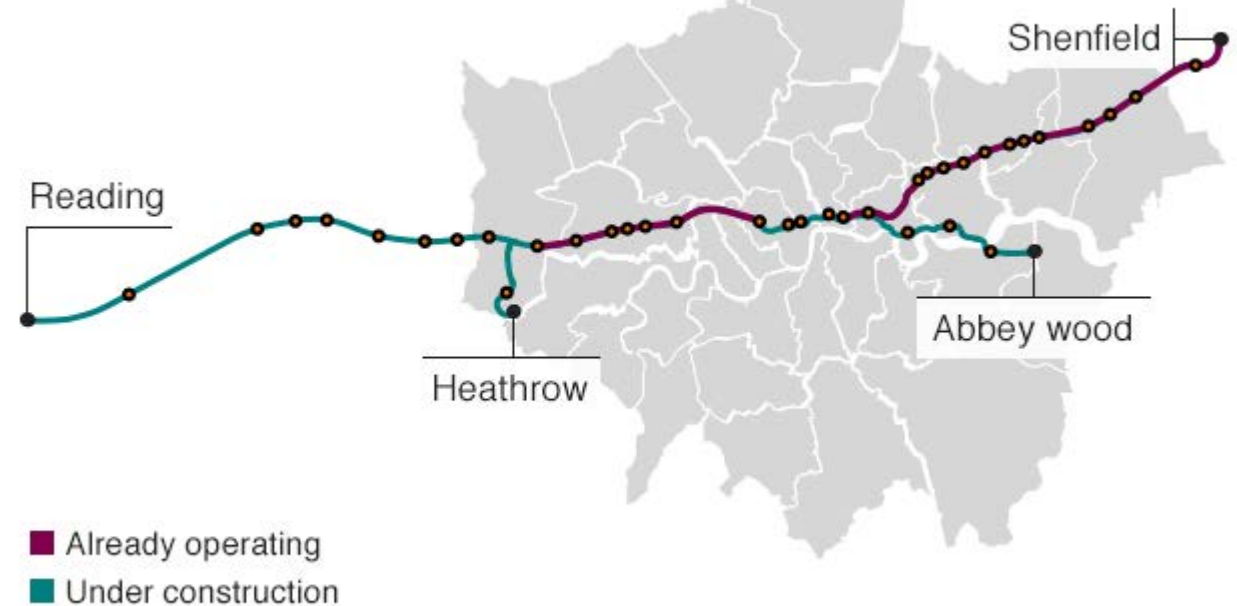 Shenfield
Reading
Abbey wood
Heathrow
Already operating
Under construction